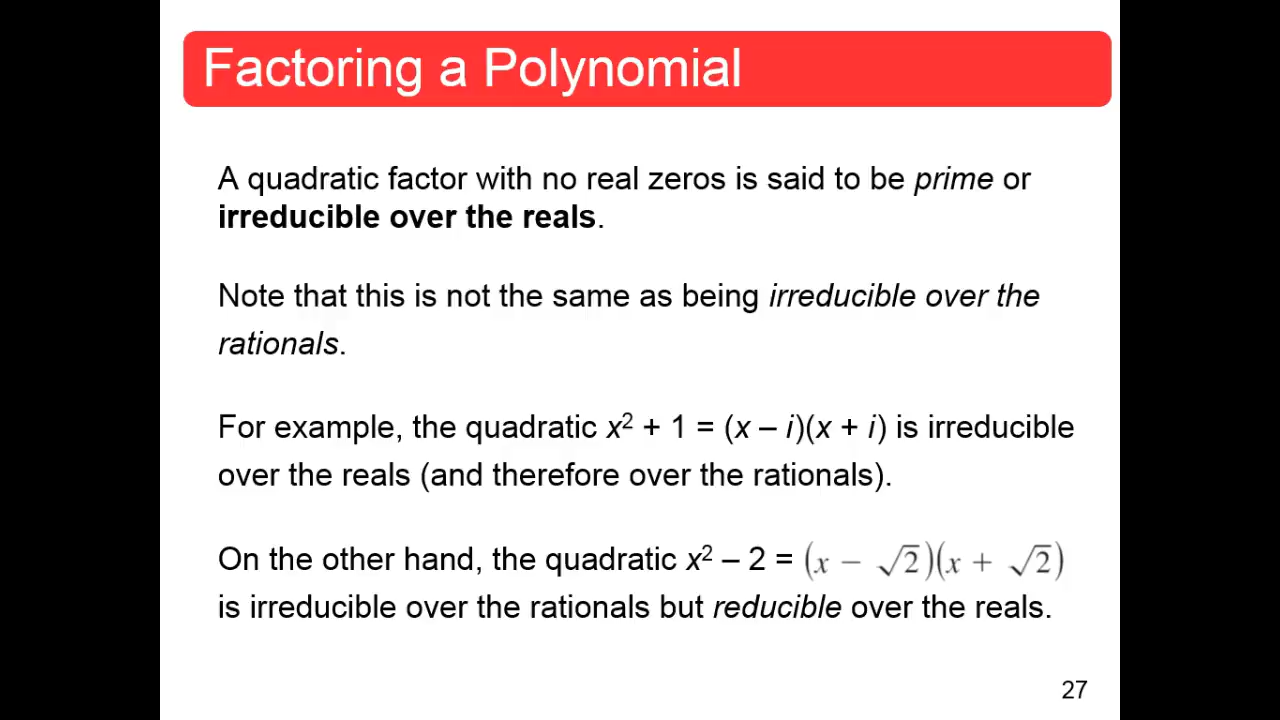 Factoring a Polynomial
A quadratic factor with no real zeros is said to be prime or
irreducible over the reals.
Note that this is not the same as being irreducible over the
rationals.
For example, the quadratic x² + 1 = (x – i)(x + i) is irreducible
over the reals (and therefore over the rationals).
On the other hand, the quadratic x² – 2 = (x − √2)(x + √2)
is irreducible over the rationals but reducible over the reals.
27